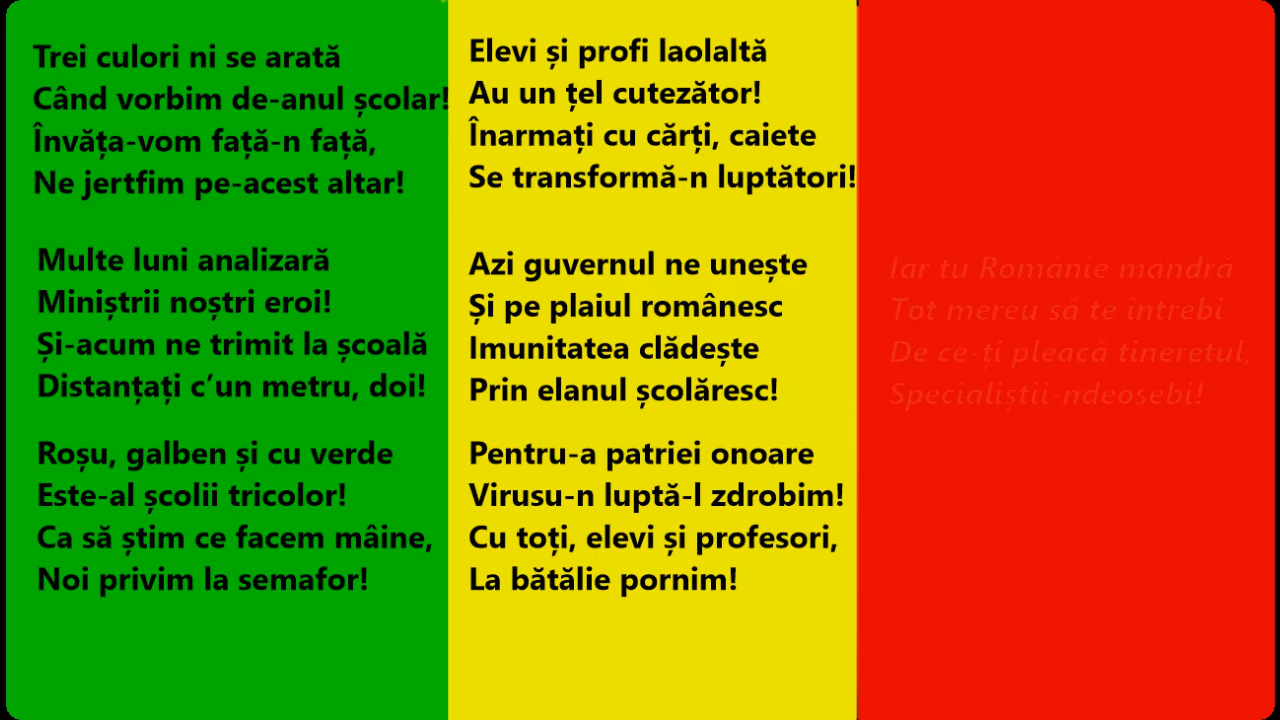 Trei culori ni se arată
Când vorbim de-anul școlar!
Învăța-vom față-n față,
Ne jertfim pe-acest altar!
Multe luni analizară
Miniștrii noștri eroi!
Și-acum ne trimit la școală
Distanțați c’un metru, doi!
Roșu, galben și cu verde
Este-al școlii tricolor!
Ca să știm ce facem mâine,
Noi privim la semafor!
Elevi și profi laolaltă
Au un țel cutezător!
Înarmați cu cărți, caiete
Se transformă-n luptători!
Azi guvernul ne unește
Și pe plaiul românesc
Imunitatea clădește
Prin elanul școlăresc!
Pentru-a patriei onoare
Virusu-n luptă-l zdrobim!
Cu toți, elevi și profesori,
La bătălie pornim!
Iar tu Românie mândră
Tot mereu să te întrebi
De ce-ți pleacă tineretul,
Specialiștii-ndeosebi!